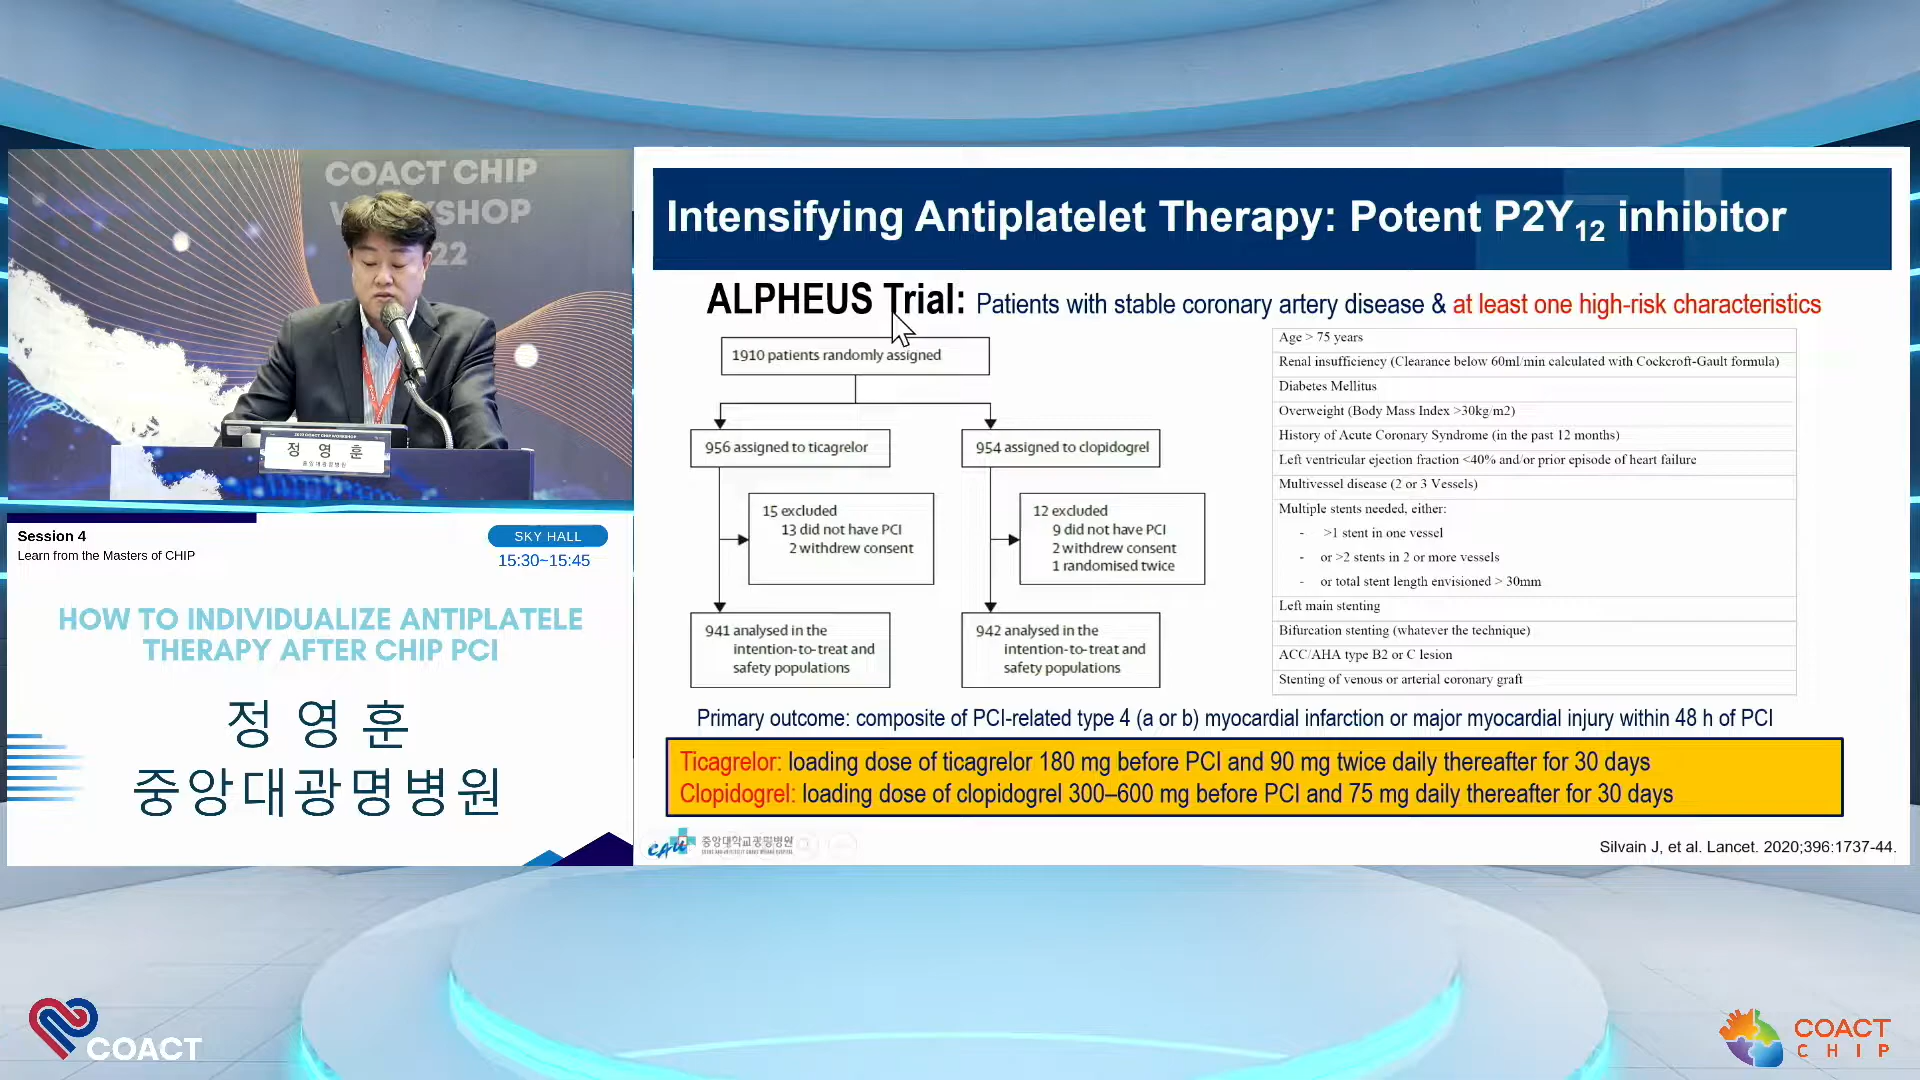 COACT CHIP
WORKSHOP
22
정 영 훈
중앙대광명병원
Session 4
Learn from the Masters of CHIP
SKY HALL
15:30~15:45
HOW TO INDIVIDUALIZE ANTIPLATELE
THERAPY AFTER CHIP PCI
정 영 훈
중앙대광명병원
Intensifying Antiplatelet Therapy: Potent P2Y12 inhibitor
ALPHEUS Trial: Patients with stable coronary artery disease & at least one high-risk characteristics
1910 patients randomly assigned
956 assigned to ticagrelor
954 assigned to clopidogrel
15 excluded
13 did not have PCI
2 withdrew consent
12 excluded
9 did not have PCI
2 withdrew consent
1 randomised twice
941 analysed in the
intention-to-treat and
safety populations
942 analysed in the
intention-to-treat and
safety populations
Age > 75 years
Renal insufficiency (Clearance below 60ml/min calculated with Cockcroft-Gault formula)
Diabetes Mellitus
Overweight (Body Mass Index >30kg/m2)
History of Acute Coronary Syndrome (in the past 12 months)
Left ventricular ejection fraction <40% and/or prior episode of heart failure
Multivessel disease (2 or 3 Vessels)
Multiple stents needed, either:
- >1 stent in one vessel
- or >2 stents in 2 or more vessels
- or total stent length envisioned > 30mm
Left main stenting
Bifurcation stenting (whatever the technique)
ACC/AHA type B2 or C lesion
Stenting of venous or arterial coronary graft
Primary outcome: composite of PCI-related type 4 (a or b) myocardial infarction or major myocardial injury within 48 h of PCI
Ticagrelor: loading dose of ticagrelor 180 mg before PCI and 90 mg twice daily thereafter for 30 days
Clopidogrel: loading dose of clopidogrel 300–600 mg before PCI and 75 mg daily thereafter for 30 days
CAU 중앙대학교광명병원
Silvain J, et al. Lancet. 2020;396:1737-44.
COACT
COACT
CHIP